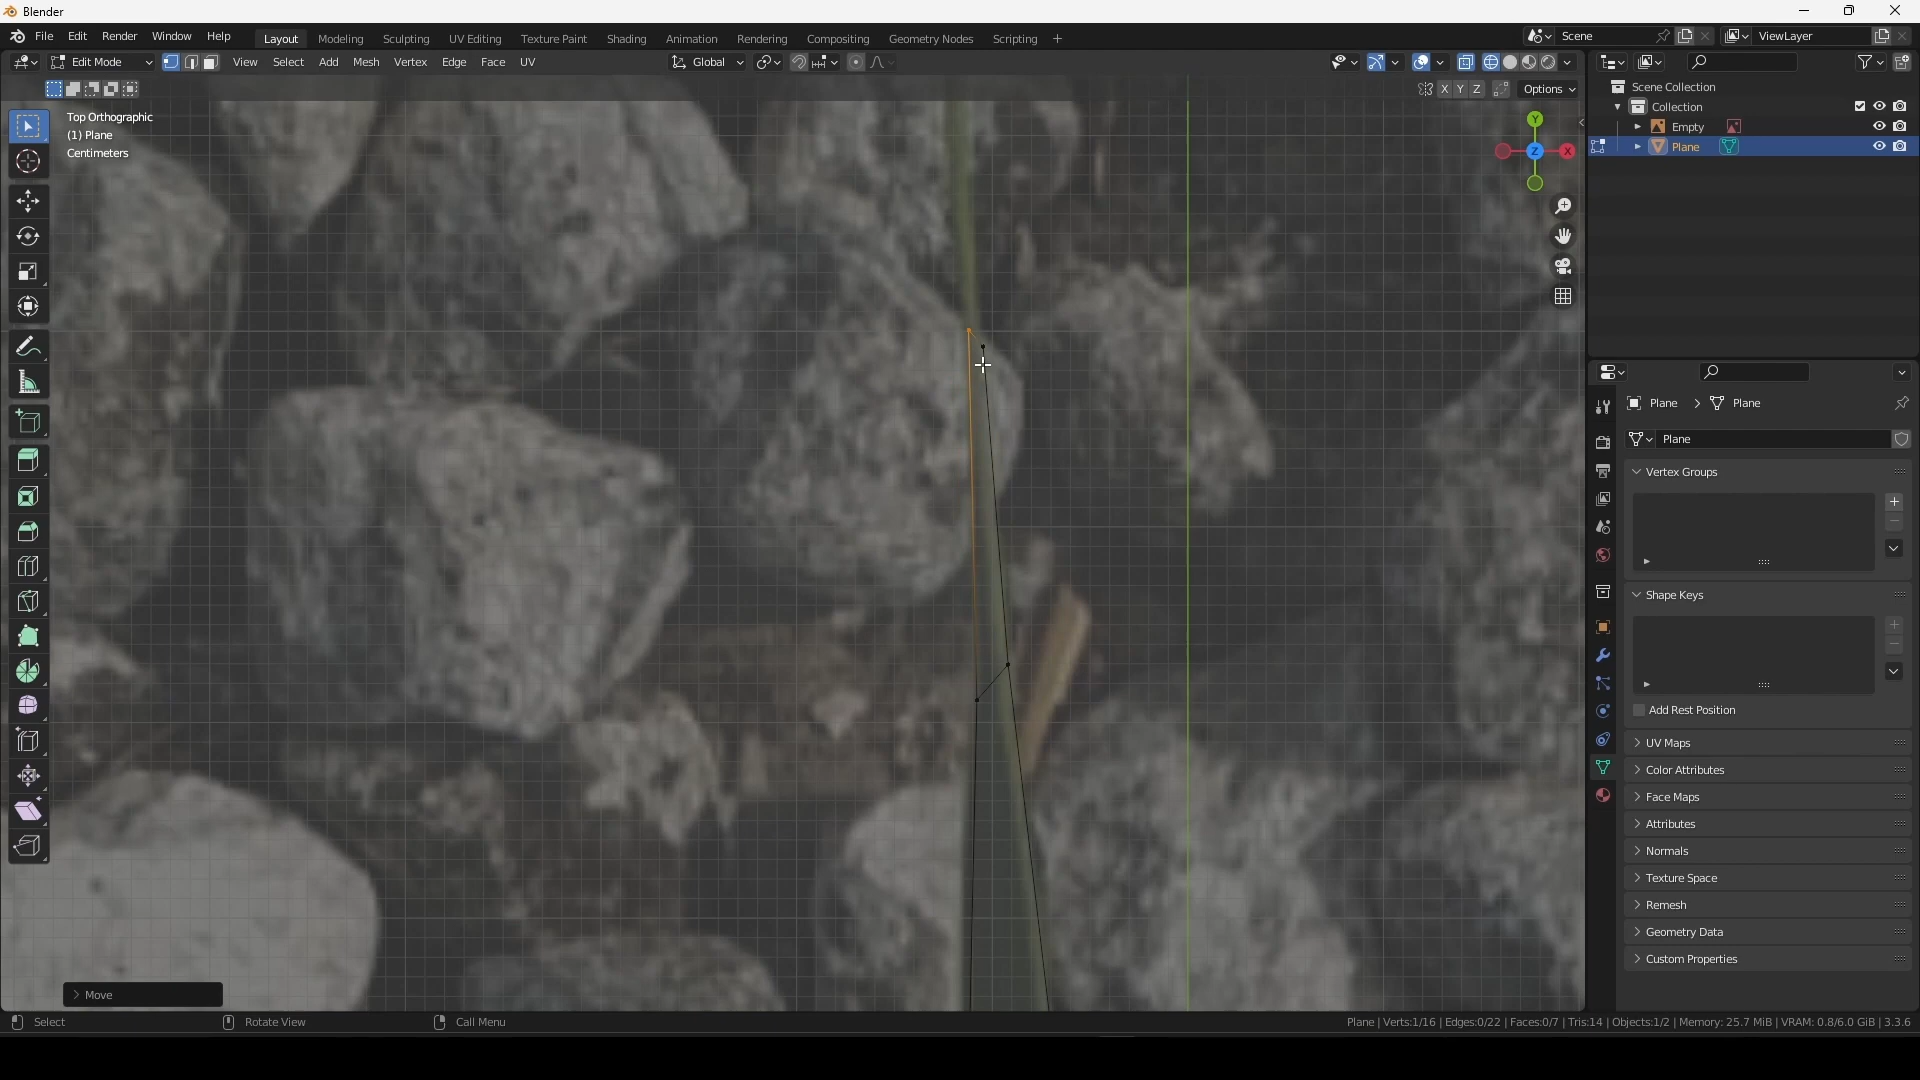 Blender
File Edit Render Window Help Layout Modeling Sculpting UV Editing Texture Paint Shading Animation Rendering Compositing Geometry Nodes Scripting + Scene ViewLayer
Edit Mode View Select Add Mesh Vertex Edge Face UV Global
X Y Z Options
Top Orthographic
(1) Plane
Centimeters
Y
Z
X
Scene Collection
Collection
Empty
Plane
Plane > Plane
Plane
Vertex Groups
Shape Keys
Add Rest Position
UV Maps
Color Attributes
Face Maps
Attributes
Normals
Texture Space
Remesh
Geometry Data
Custom Properties
> Move
Select Rotate View Call Menu
Plane | Verts:1/16 | Edges:0/22 | Faces:0/7 | Tris:14 | Objects:1/2 | Memory: 25.7 MiB | VRAM: 0.8/6.0 GiB | 3.3.6